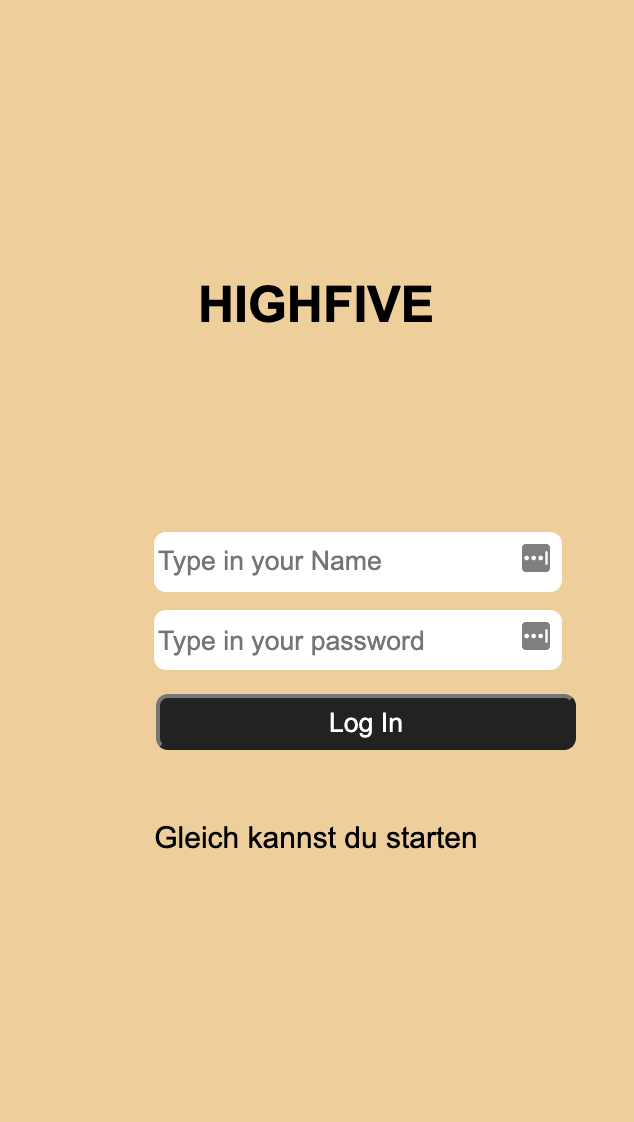 HIGHFIVE
Type in your Name
Type in your password
Log In
Gleich kannst du starten